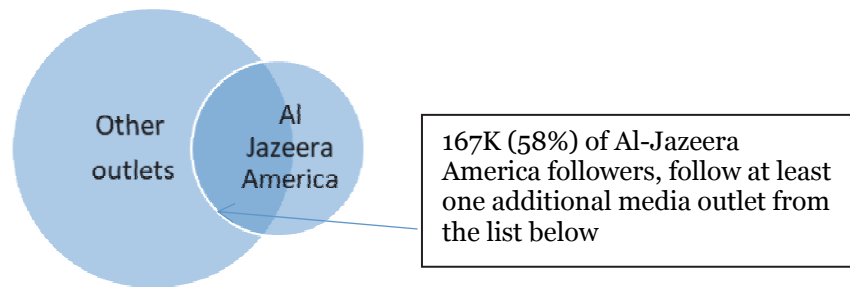 Other
outlets
Al
Jazeera
America
167K (58%) of Al-Jazeera
America followers, follow at least
one additional media outlet from
the list below